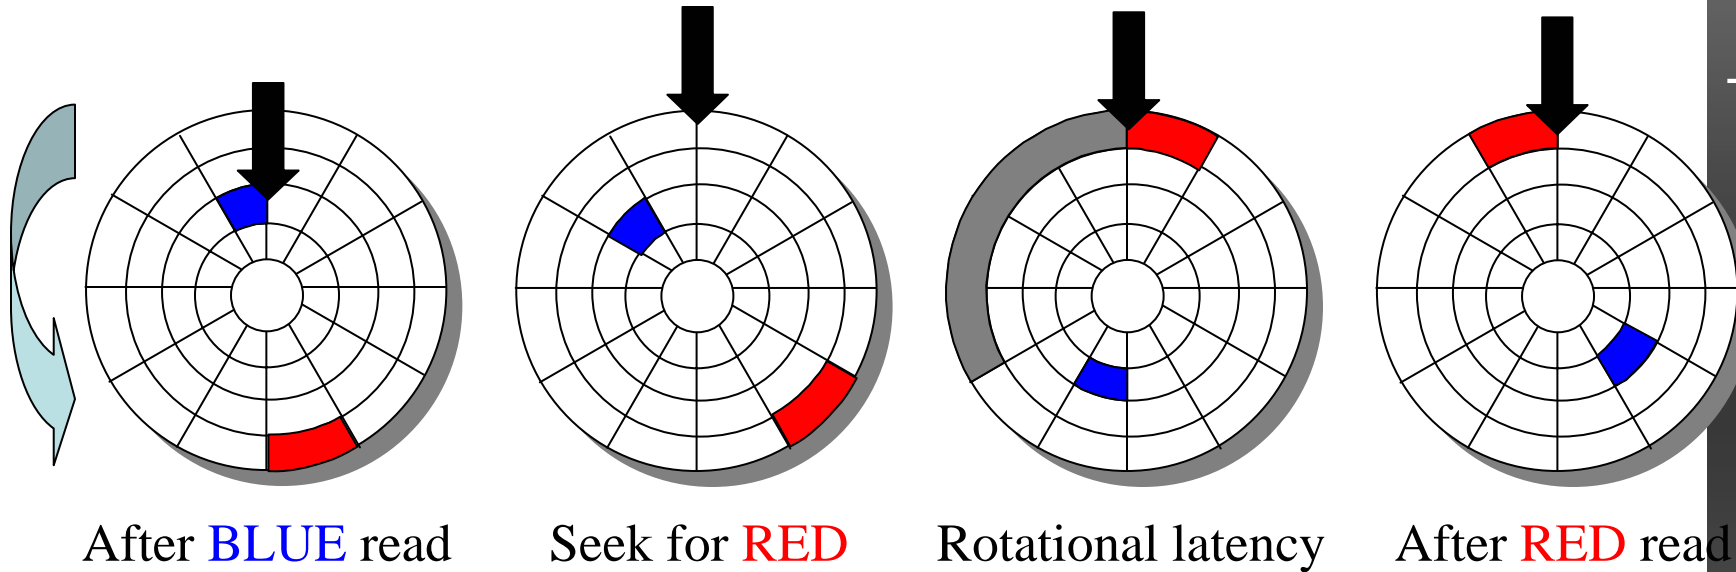 After BLUE read
Seek for RED
Rotational latency
After RED read